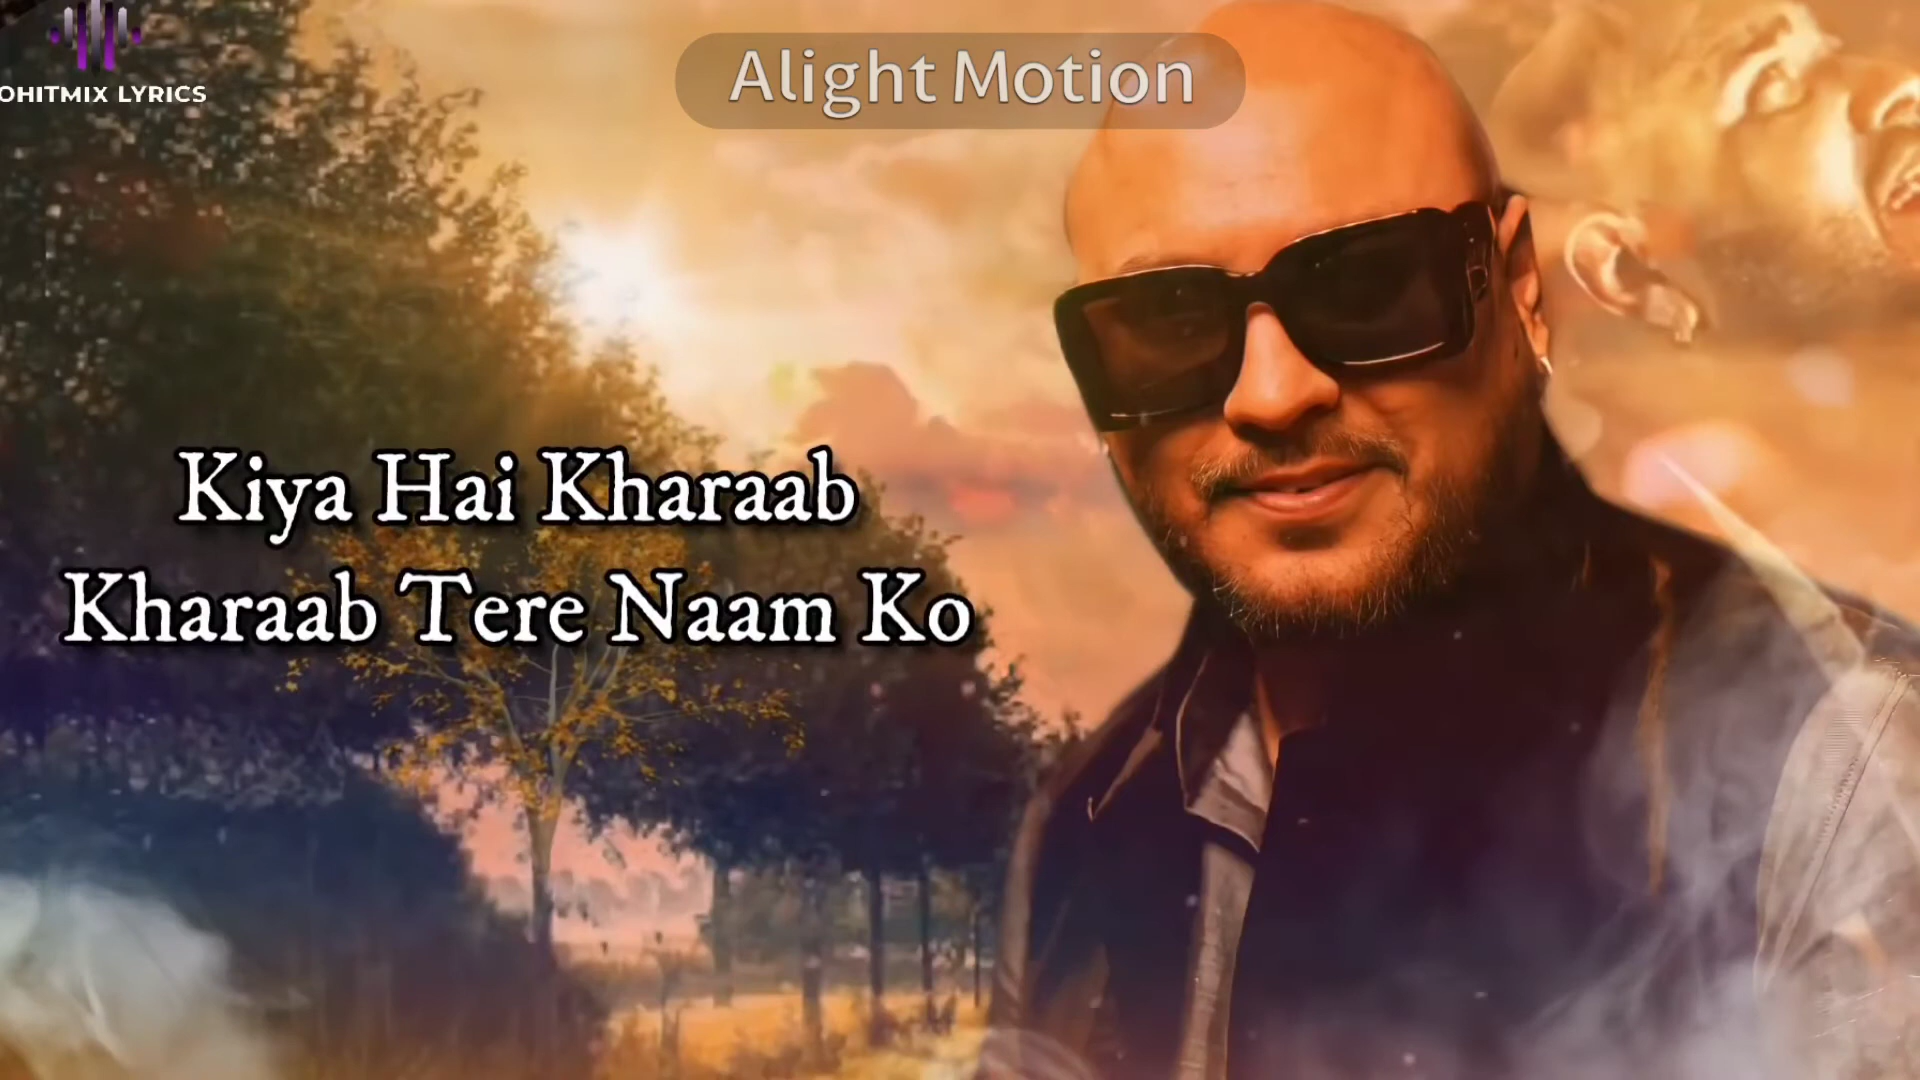 OHITMIX LYRICS
Alight Motion
Kiya Hai Kharaab
Kharaab Tere Naam Ko